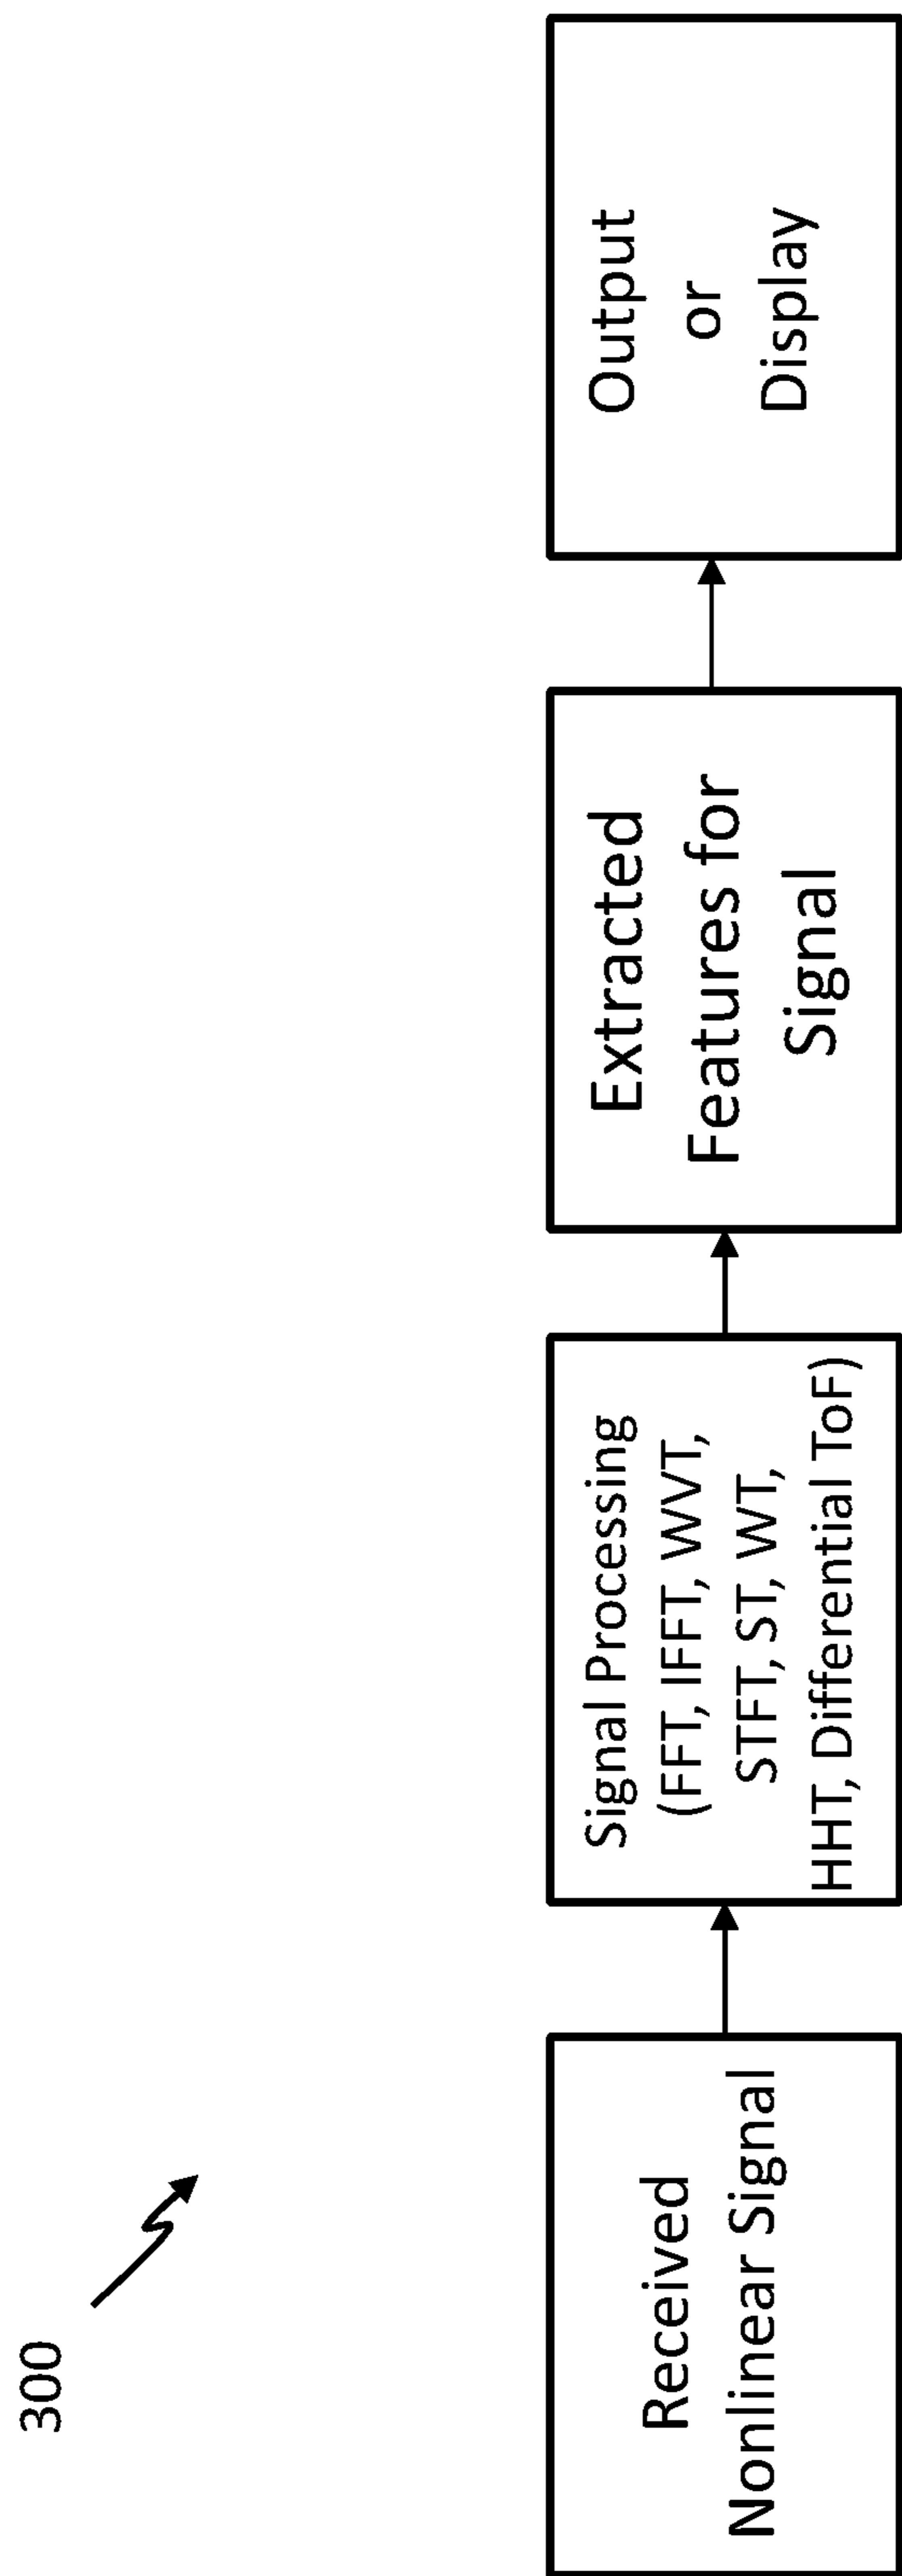 300
Received
Nonlinear Signal
Signal Processing
(FFT, IFFT, WVT,
STFT, ST, WT,
HHT, Differential ToF)
Extracted
Features for
Signal
Output
or
Display